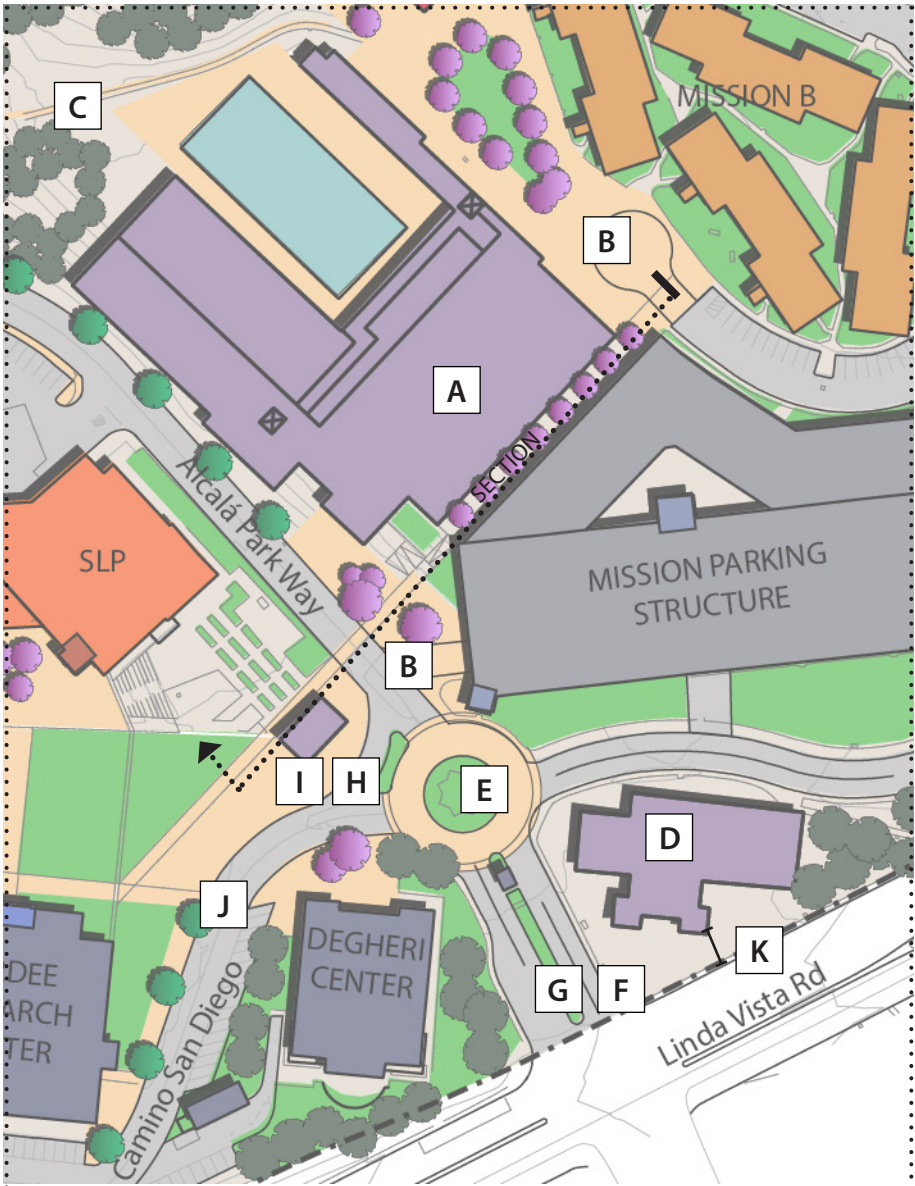 C
MISSION B
B
A
SECTION
Alcalá Park Way
SLP
MISSION PARKING
STRUCTURE
B
I
H
E
D
J
DEGHERI
CENTER
K
DEE
ARCH
TER
G
F
Linda Vista Rd
Camino San Diego